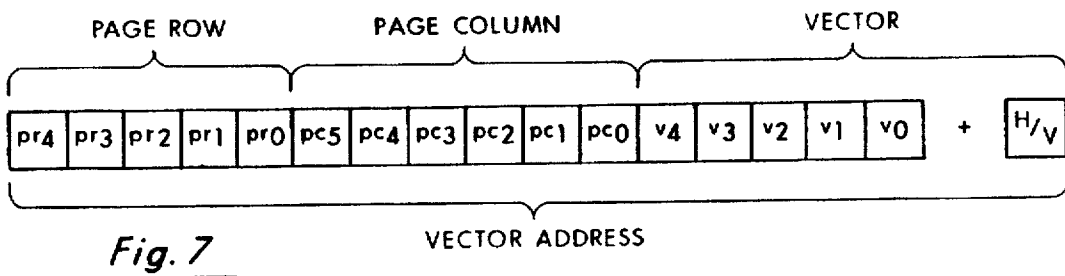 PAGE ROW PAGE COLUMN VECTOR
pr4 pr3 pr2 pr1 pr0 pc5 pc4 pc3 pc2 pc1 pc0 v4 v3 v2 v1 v0 + H/V
VECTOR ADDRESS
Fig. 7